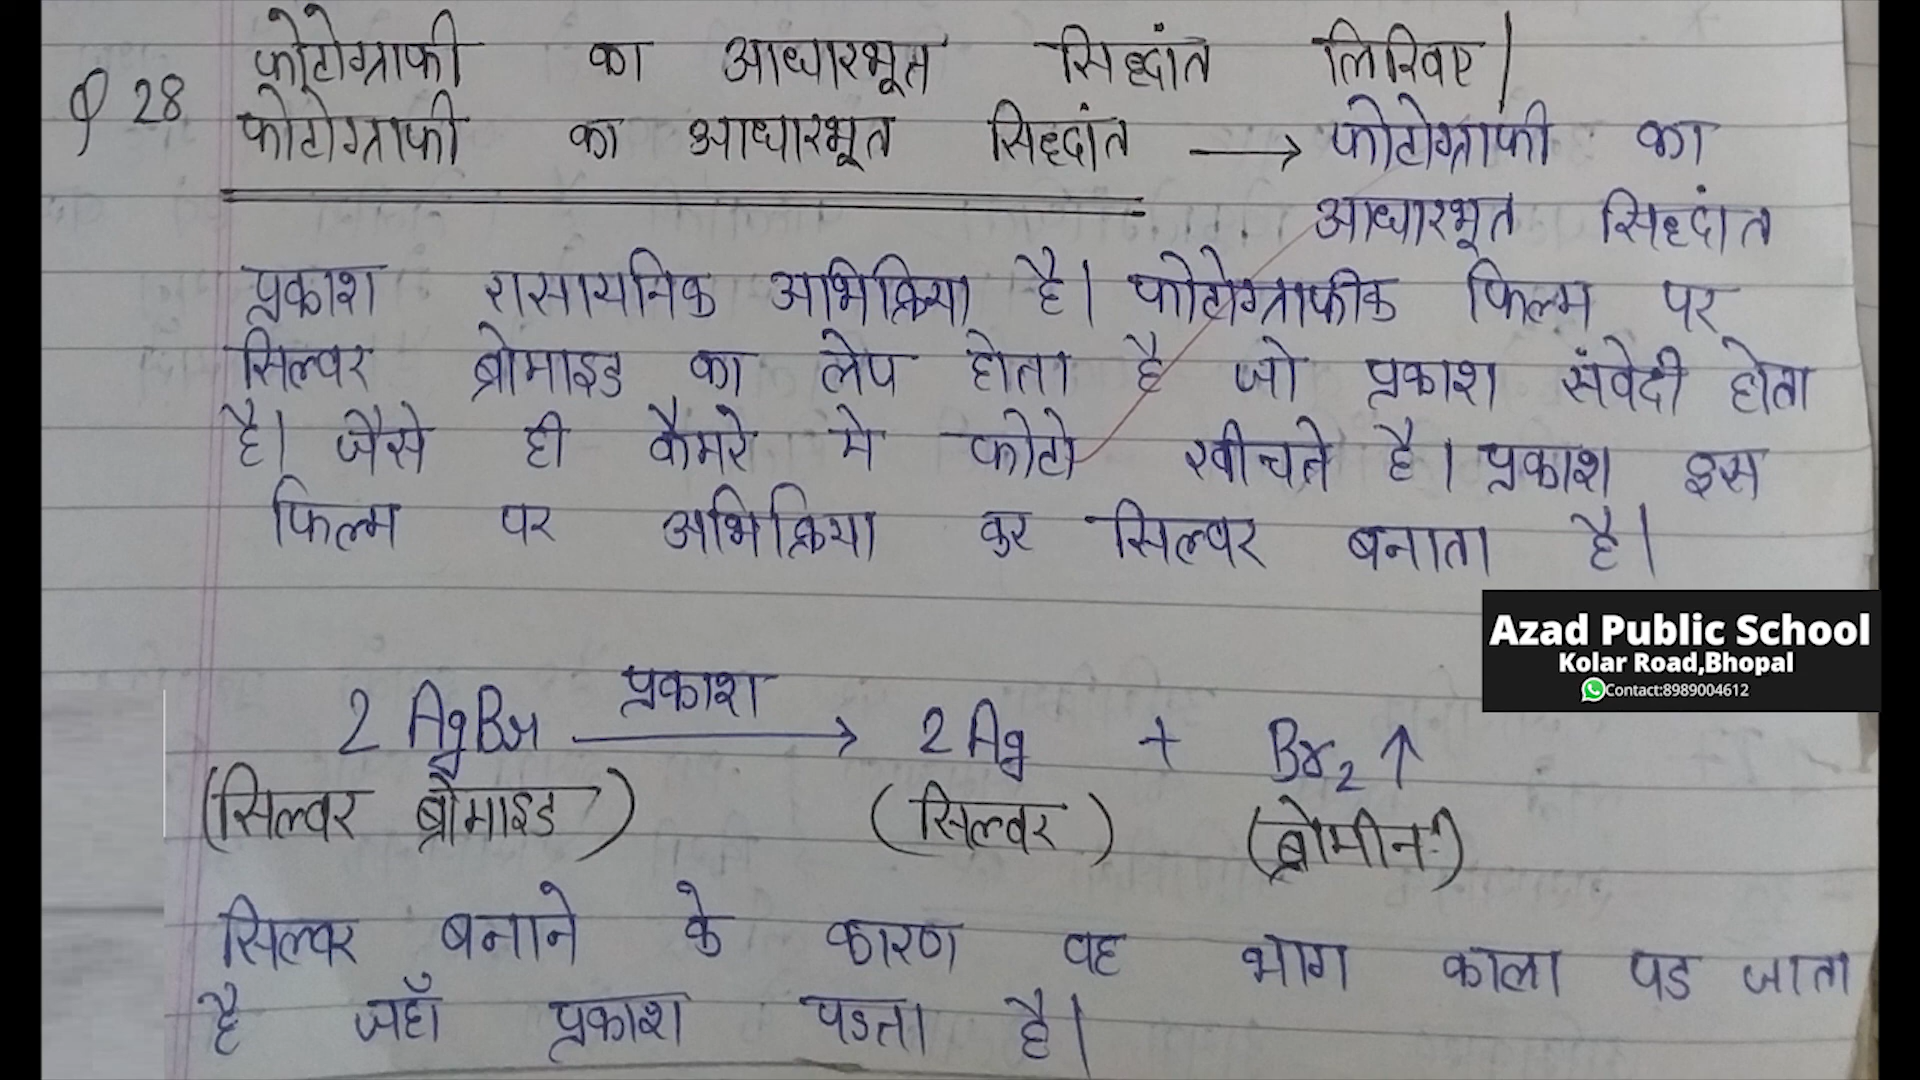 फोटोग्राफी का आधारभूत सिद्धांत लिखिए।
Q 28 फोटोग्राफी का आधारभूत सिद्धांत → फोटोग्राफी का
आधारभूत सिद्धांत
प्रकाश रासायनिक अभिक्रिया है। फोटोग्राफीक फिल्म पर
सिल्वर ब्रोमाइड का लेप होता है जो प्रकाश संवेदी होता
है। जैसे ही कैमरे मे फोटो खीचते है। प्रकाश इस
फिल्म पर अभिक्रिया कर सिल्वर बनाता है।
Azad Public School
Kolar Road,Bhopal
Contact:8989004612
प्रकाश
2 AgBr → 2 Ag + Br₂ ↑
(सिल्वर ब्रोमाइड) (सिल्वर) (ब्रोमीन)
सिल्वर बनाने के कारण वह भाग काला पड जाता
है जहाँ प्रकाश पडता है।